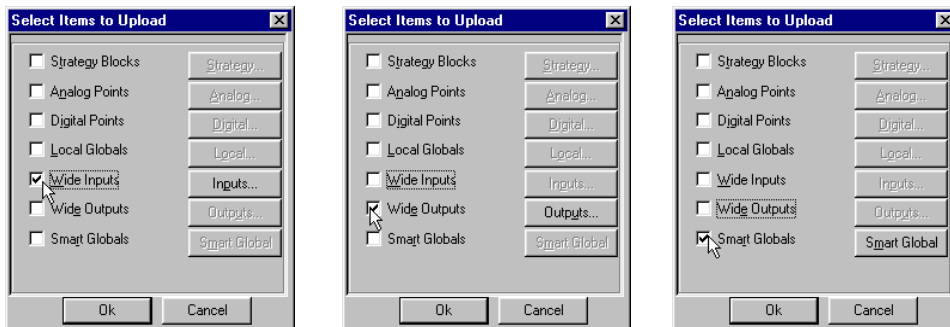 Select Items to Upload
Strategy Blocks Strategy...
Analog Points Analog...
Digital Points Digital...
Local Globals Local...
Wide Inputs Inputs...
Wide Outputs Outputs...
Smart Globals Smart Global
Ok Cancel
Select Items to Upload
Strategy Blocks Strategy...
Analog Points Analog...
Digital Points Digital...
Local Globals Local...
Wide Inputs Inputs...
Wide Outputs Outputs...
Smart Globals Smart Global
Ok Cancel
Select Items to Upload
Strategy Blocks Strategy...
Analog Points Analog...
Digital Points Digital...
Local Globals Local...
Wide Inputs Inputs...
Wide Outputs Outputs...
Smart Globals Smart Global
Ok Cancel